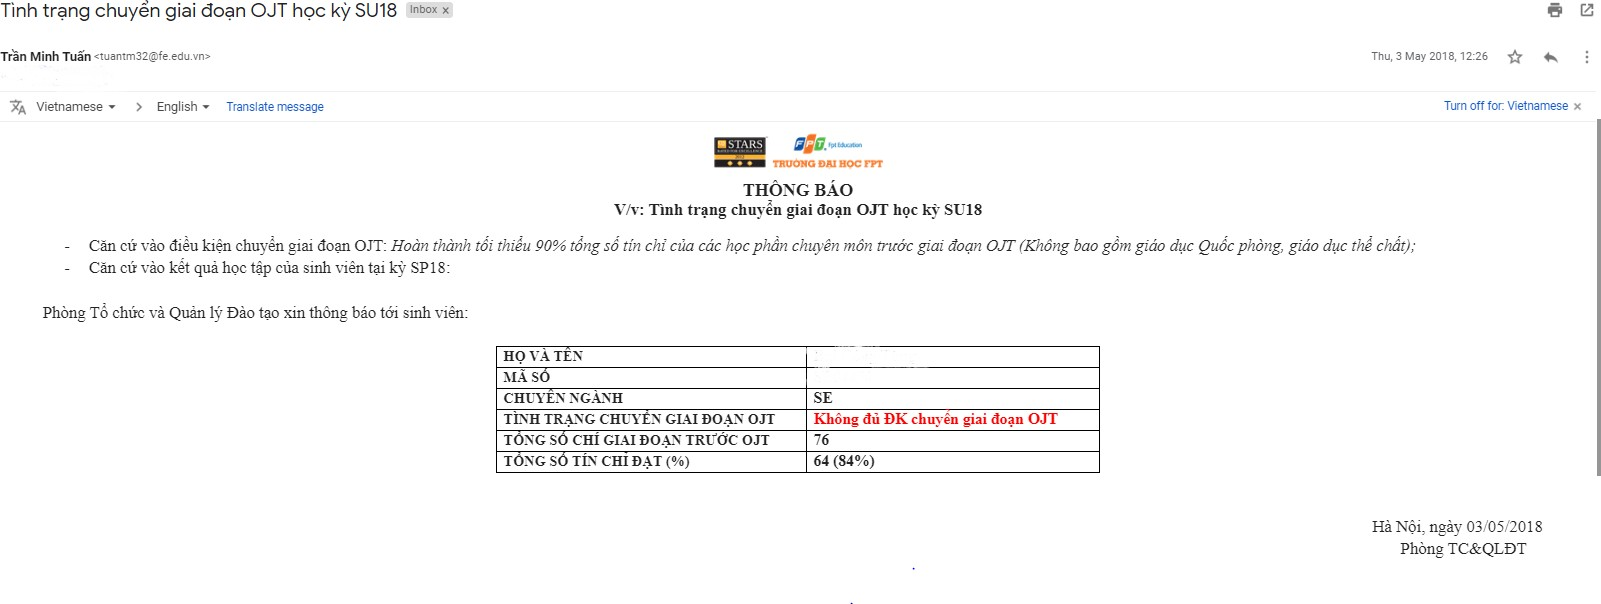 Tình trạng chuyển giai đoạn OJT học kỳ SU18 Inbox x
Trần Minh Tuấn <tuantm32@fe.edu.vn> Thu, 3 May 2018, 12:26
Vietnamese > English Translate message Turn off for: Vietnamese x
STARS
FPT. Fpt Education
TRƯỜNG ĐẠI HỌC FPT
THÔNG BÁO
V/v: Tình trạng chuyển giai đoạn OJT học kỳ SU18
- Căn cứ vào điều kiện chuyển giai đoạn OJT: Hoàn thành tối thiểu 90% tổng số tín chỉ của các học phần chuyên môn trước giai đoạn OJT (Không bao gồm giáo dục Quốc phòng, giáo dục thể chất);
- Căn cứ vào kết quả học tập của sinh viên tại kỳ SP18:
Phòng Tổ chức và Quản lý Đào tạo xin thông báo tới sinh viên:
HỌ VÀ TÊN
MÃ SỐ
CHUYÊN NGÀNH SE
TÌNH TRẠNG CHUYỂN GIAI ĐOẠN OJT Không đủ ĐK chuyển giai đoạn OJT
TỔNG SỐ CHỈ GIAI ĐOẠN TRƯỚC OJT 76
TỔNG SỐ TÍN CHỈ ĐẠT (%) 64 (84%)
Hà Nội, ngày 03/05/2018
Phòng TC&QLĐT